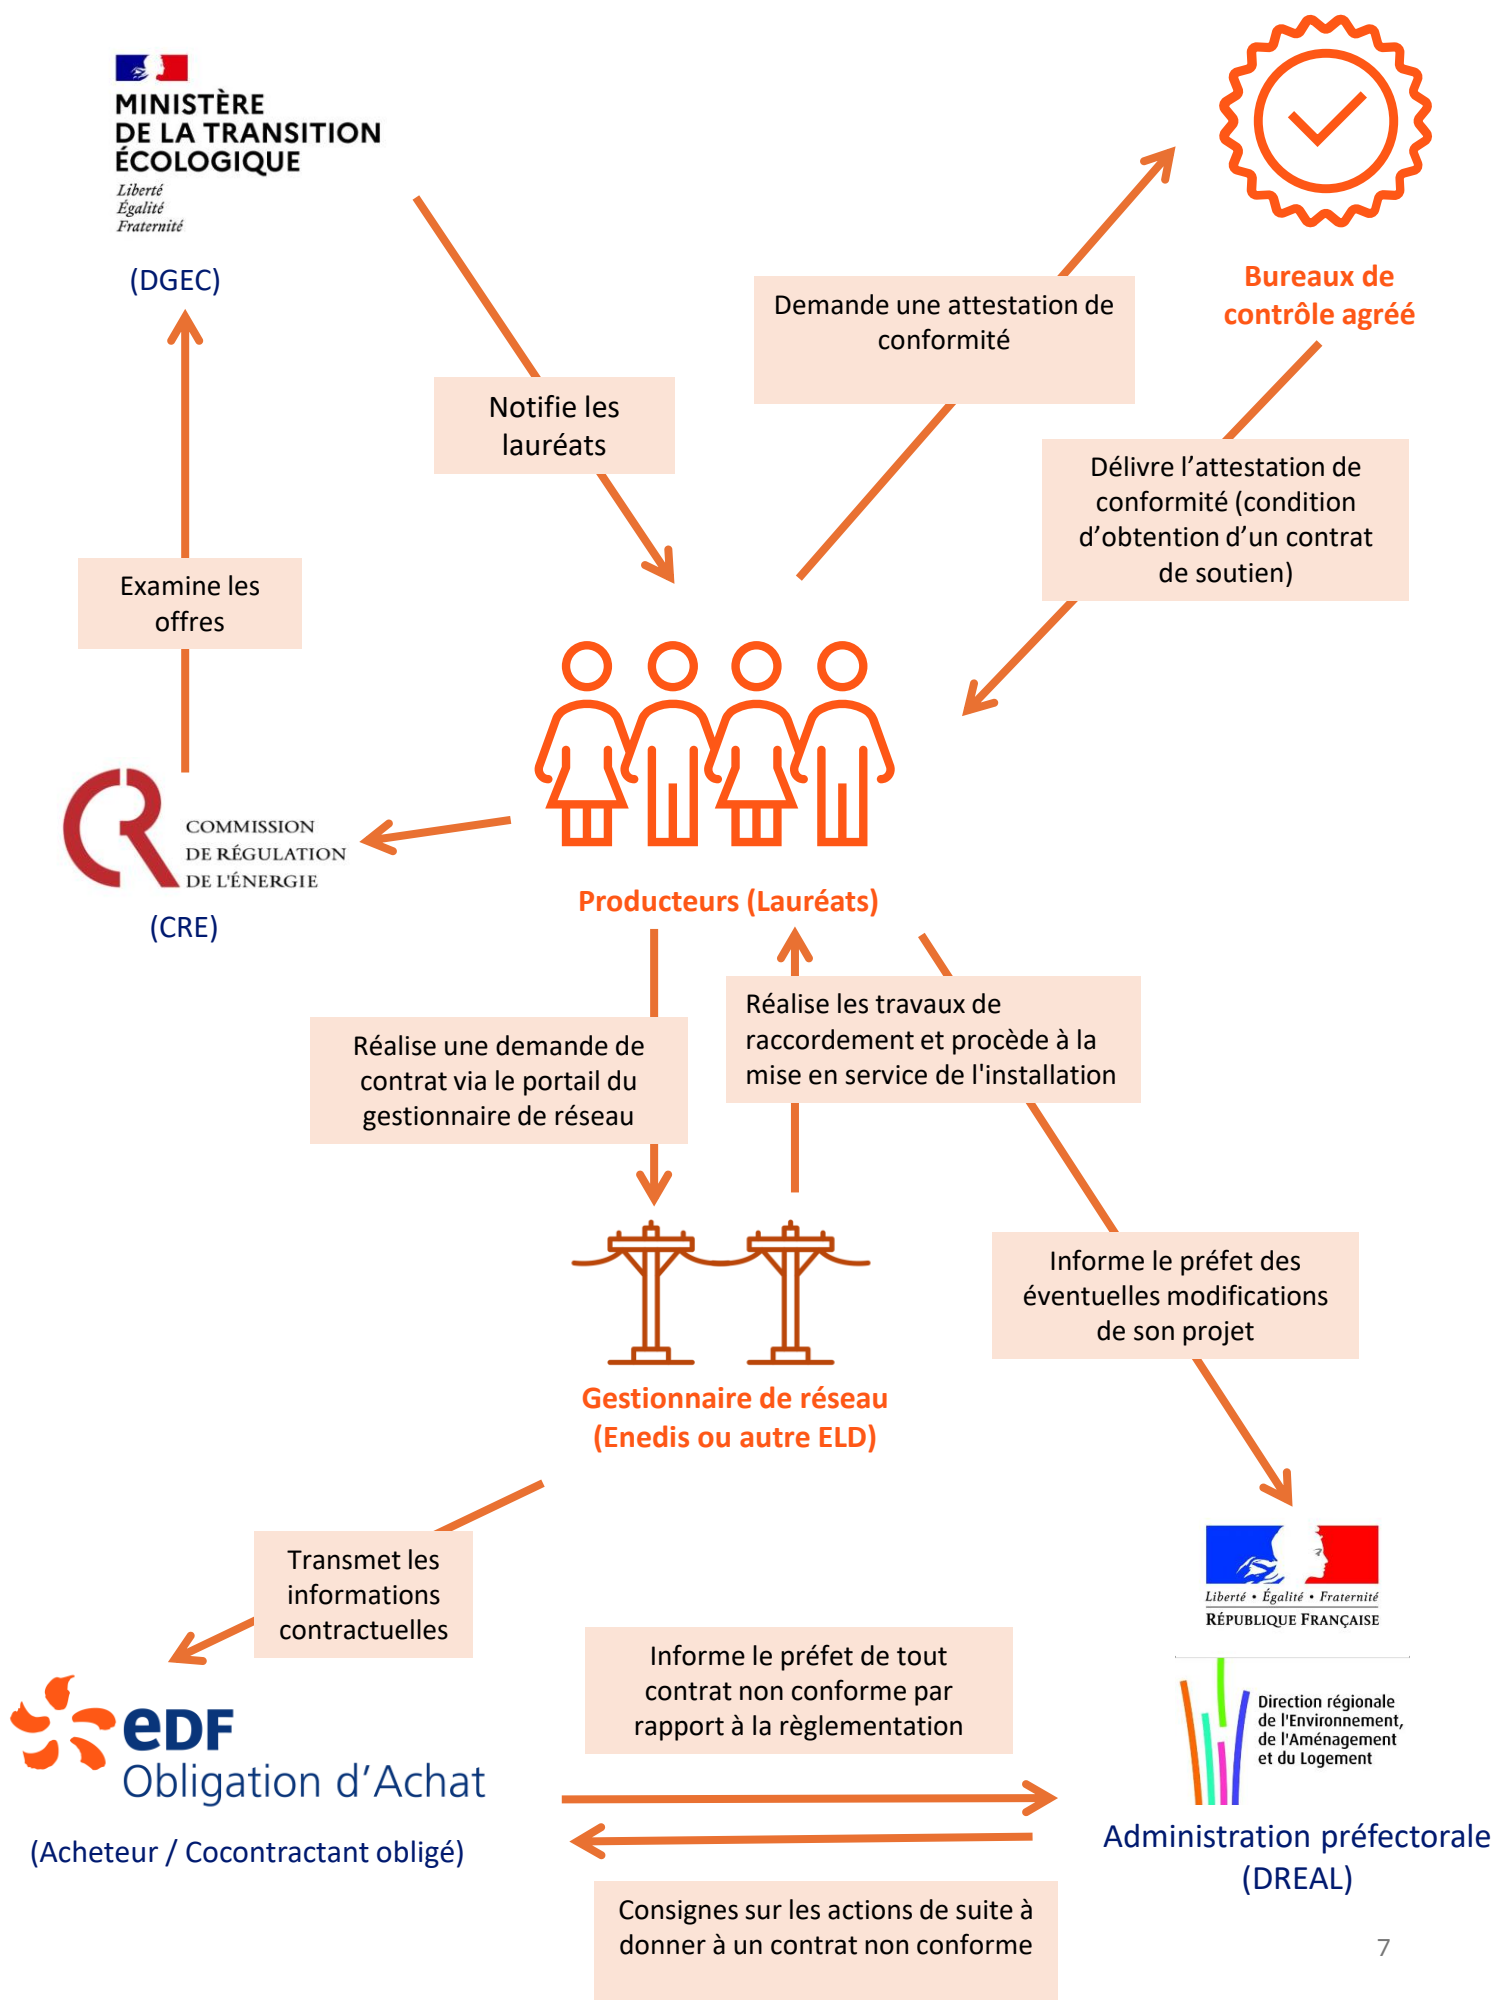 MINISTÈRE
DE LA TRANSITION
ÉCOLOGIQUE
Liberté
Égalité
Fraternité
(DGEC)
Bureaux de
contrôle agréé
Demande une attestation de
conformité
Notifie les
lauréats
Délivre l’attestation de
conformité (condition
d’obtention d’un contrat
de soutien)
Examine les
offres
COMMISSION
DE RÉGULATION
DE L'ÉNERGIE
(CRE)
Producteurs (Lauréats)
Réalise les travaux de
raccordement et procède à la
mise en service de l'installation
Réalise une demande de
contrat via le portail du
gestionnaire de réseau
Informe le préfet des
éventuelles modifications
de son projet
Gestionnaire de réseau
(Enedis ou autre ELD)
Transmet les
informations
contractuelles
Liberté • Égalité • Fraternité
RÉPUBLIQUE FRANÇAISE
Informe le préfet de tout
contrat non conforme par
rapport à la règlementation
Direction régionale
de l'Environnement,
de l'Aménagement
et du Logement
eDF
Obligation d'Achat
(Acheteur / Cocontractant obligé)
Administration préfectorale
(DREAL)
Consignes sur les actions de suite à
donner à un contrat non conforme
7